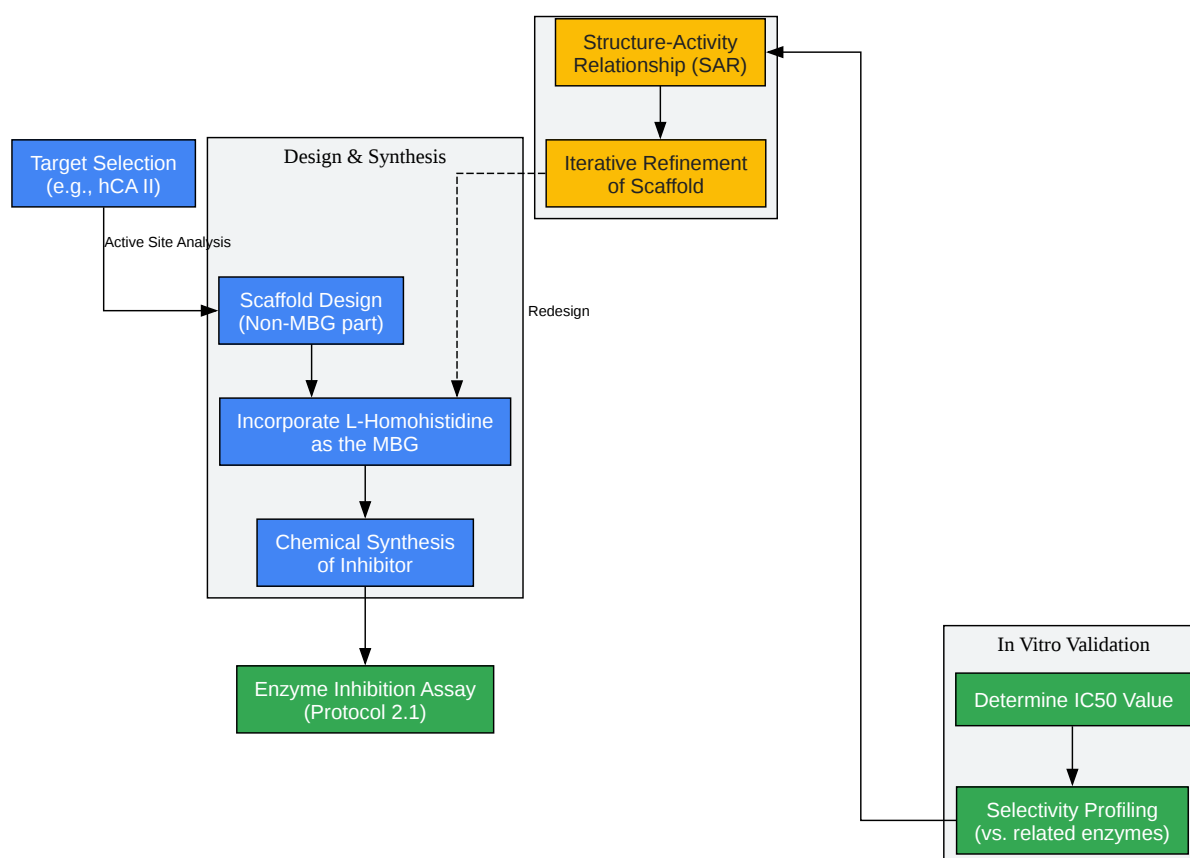 Structure-Activity
Relationship (SAR)
Iterative Refinement
of Scaffold
Target Selection
(e.g., hCA II)
Design & Synthesis
Active Site Analysis
Scaffold Design
(Non-MBG part)
Redesign
Incorporate L-Homohistidine
as the MBG
Chemical Synthesis
of Inhibitor
Enzyme Inhibition Assay
(Protocol 2.1)
In Vitro Validation
Determine IC50 Value
Selectivity Profiling
(vs. related enzymes)